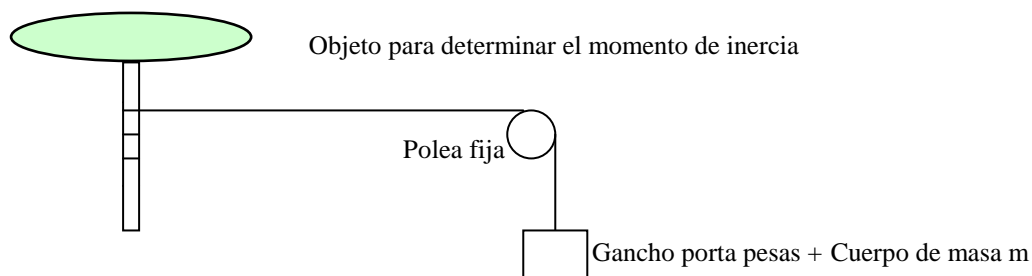 Objeto para determinar el momento de inercia
Polea fija
Gancho porta pesas + Cuerpo de masa m